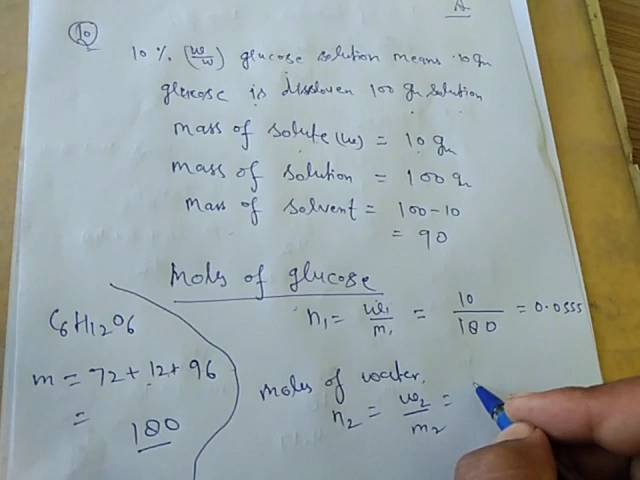 A
10
10 %. (w/w) glucose solution means 10 gm
glucose is dissloven 100 gm solution
mass of solute (w) = 10 gm
mass of solution = 100 gm
Mass of solvent = 100-10
= 90
Mols of glucose
n1 = w1/m1 = 10/180 = 0.0555
C6H12O6
m = 72+12+96
= 180
moles of water.
n2 = w2/m2 =